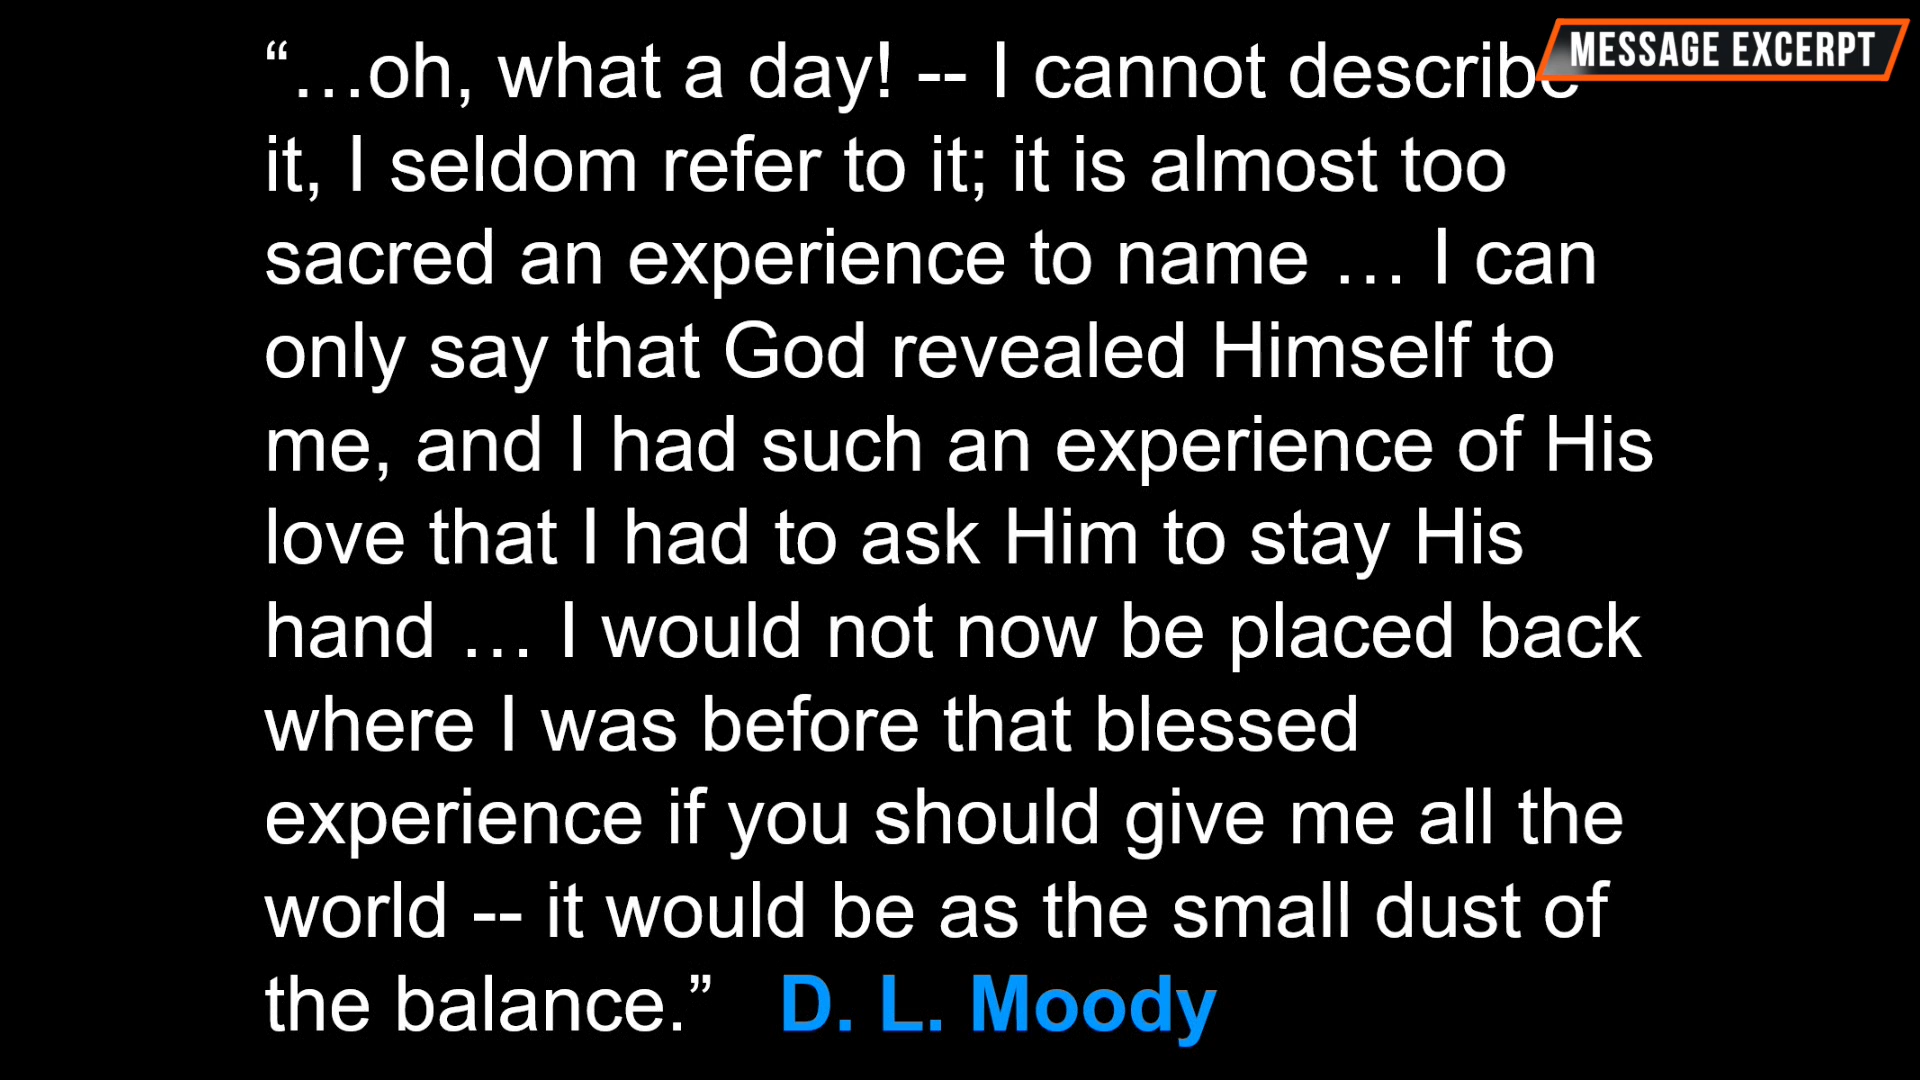 “…oh, what a day! -- I cannot describe
MESSAGE EXCERPT
it, I seldom refer to it; it is almost too
sacred an experience to name … I can
only say that God revealed Himself to
me, and I had such an experience of His
love that I had to ask Him to stay His
hand … I would not now be placed back
where I was before that blessed
experience if you should give me all the
world -- it would be as the small dust of
the balance.” D. L. Moody